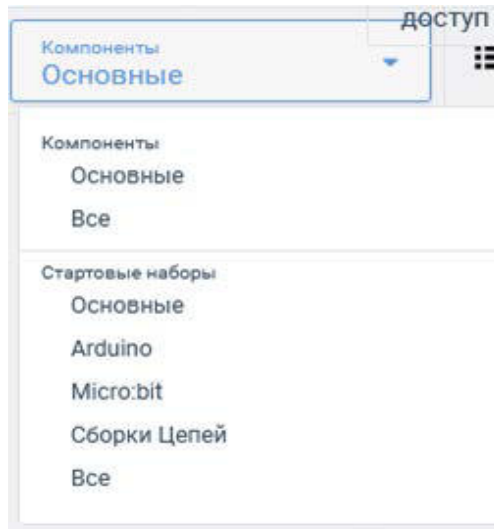 доступ
Компоненты
Основные
Компоненты
Основные
Все
Стартовые наборы
Основные
Arduino
Micro:bit
Сборки Цепей
Все